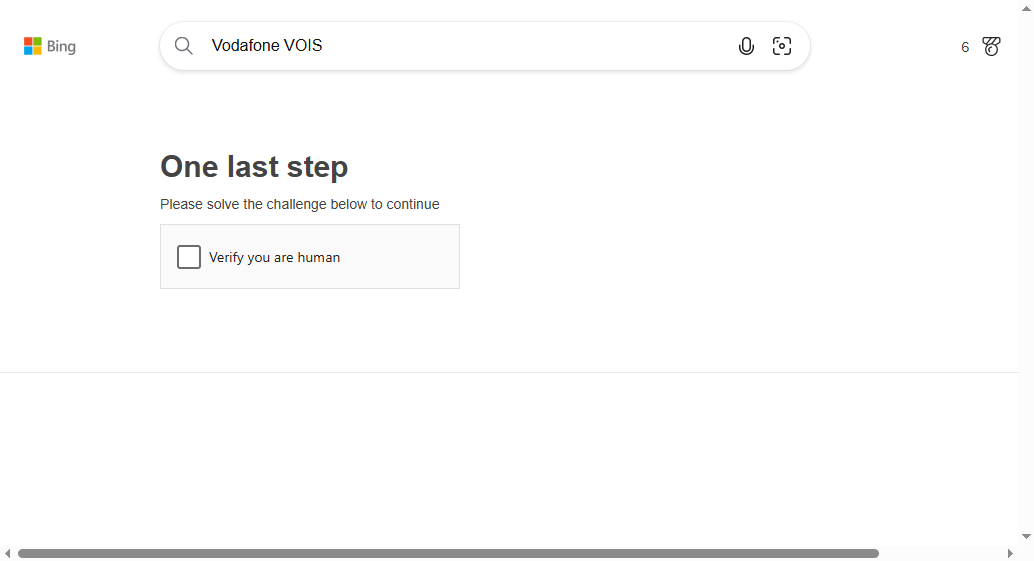 Bing
Vodafone VOIS
6
One last step
Please solve the challenge below to continue
Verify you are human